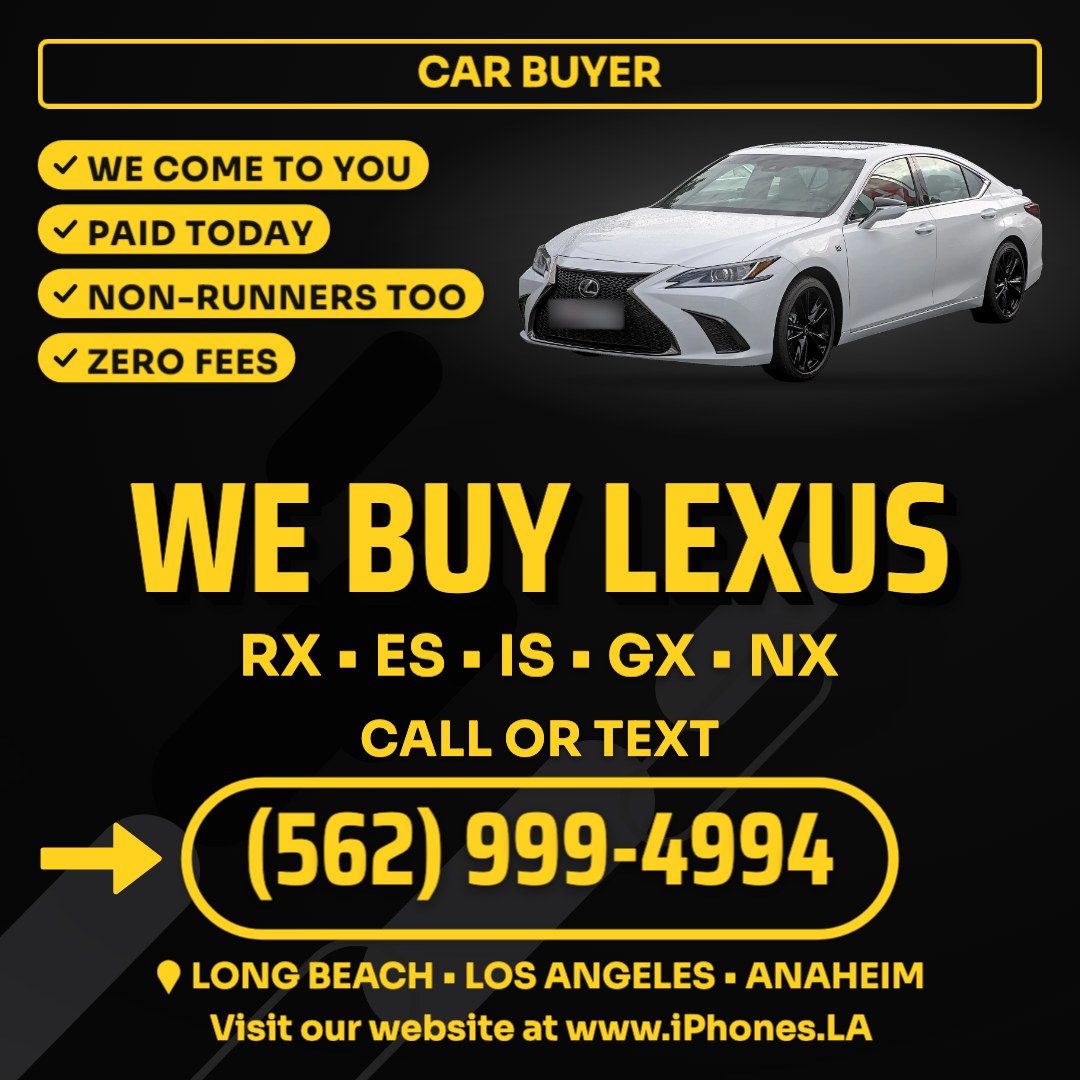 CAR BUYER
WE COME TO YOU
PAID TODAY
NON-RUNNERS TOO
ZERO FEES
WE BUY LEXUS
RX ▪ ES ▪ IS ▪ GX ▪ NX
CALL OR TEXT
(562) 999-4994
LONG BEACH ▪ LOS ANGELES ▪ ANAHEIM
Visit our website at www.iPhones.LA